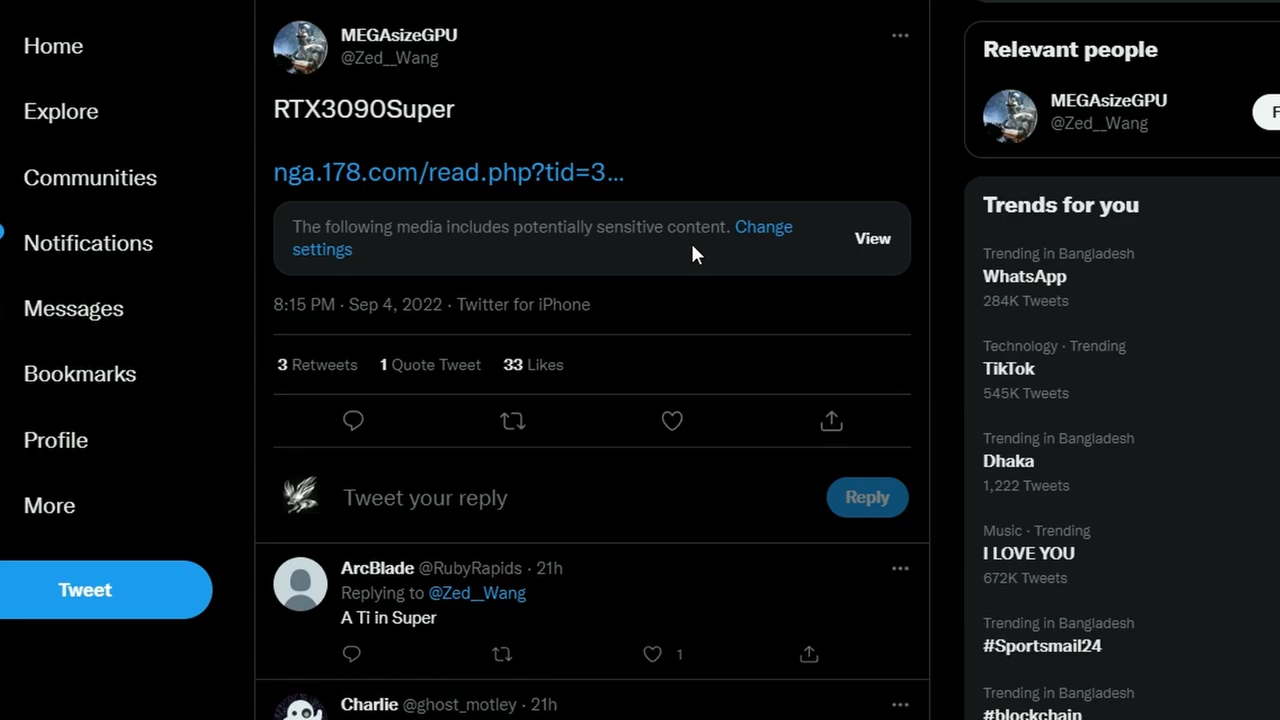 Home
Explore
Communities
Notifications
Messages
Bookmarks
Profile
More
Tweet
MEGAsizeGPU
@Zed__Wang
RTX3090Super
nga.178.com/read.php?tid=3...
The following media includes potentially sensitive content. Change
settings
View
8:15 PM · Sep 4, 2022 · Twitter for iPhone
3 Retweets 1 Quote Tweet 33 Likes
Tweet your reply
Reply
ArcBlade @RubyRapids · 21h
Replying to @Zed__Wang
A Ti in Super
1
Charlie @ghost_motley · 21h
Relevant people
MEGAsizeGPU
@Zed__Wang
F
Trends for you
Trending in Bangladesh
WhatsApp
284K Tweets
Technology · Trending
TikTok
545K Tweets
Trending in Bangladesh
Dhaka
1,222 Tweets
Music · Trending
I LOVE YOU
672K Tweets
Trending in Bangladesh
#Sportsmail24
Trending in Bangladesh
#blockchain